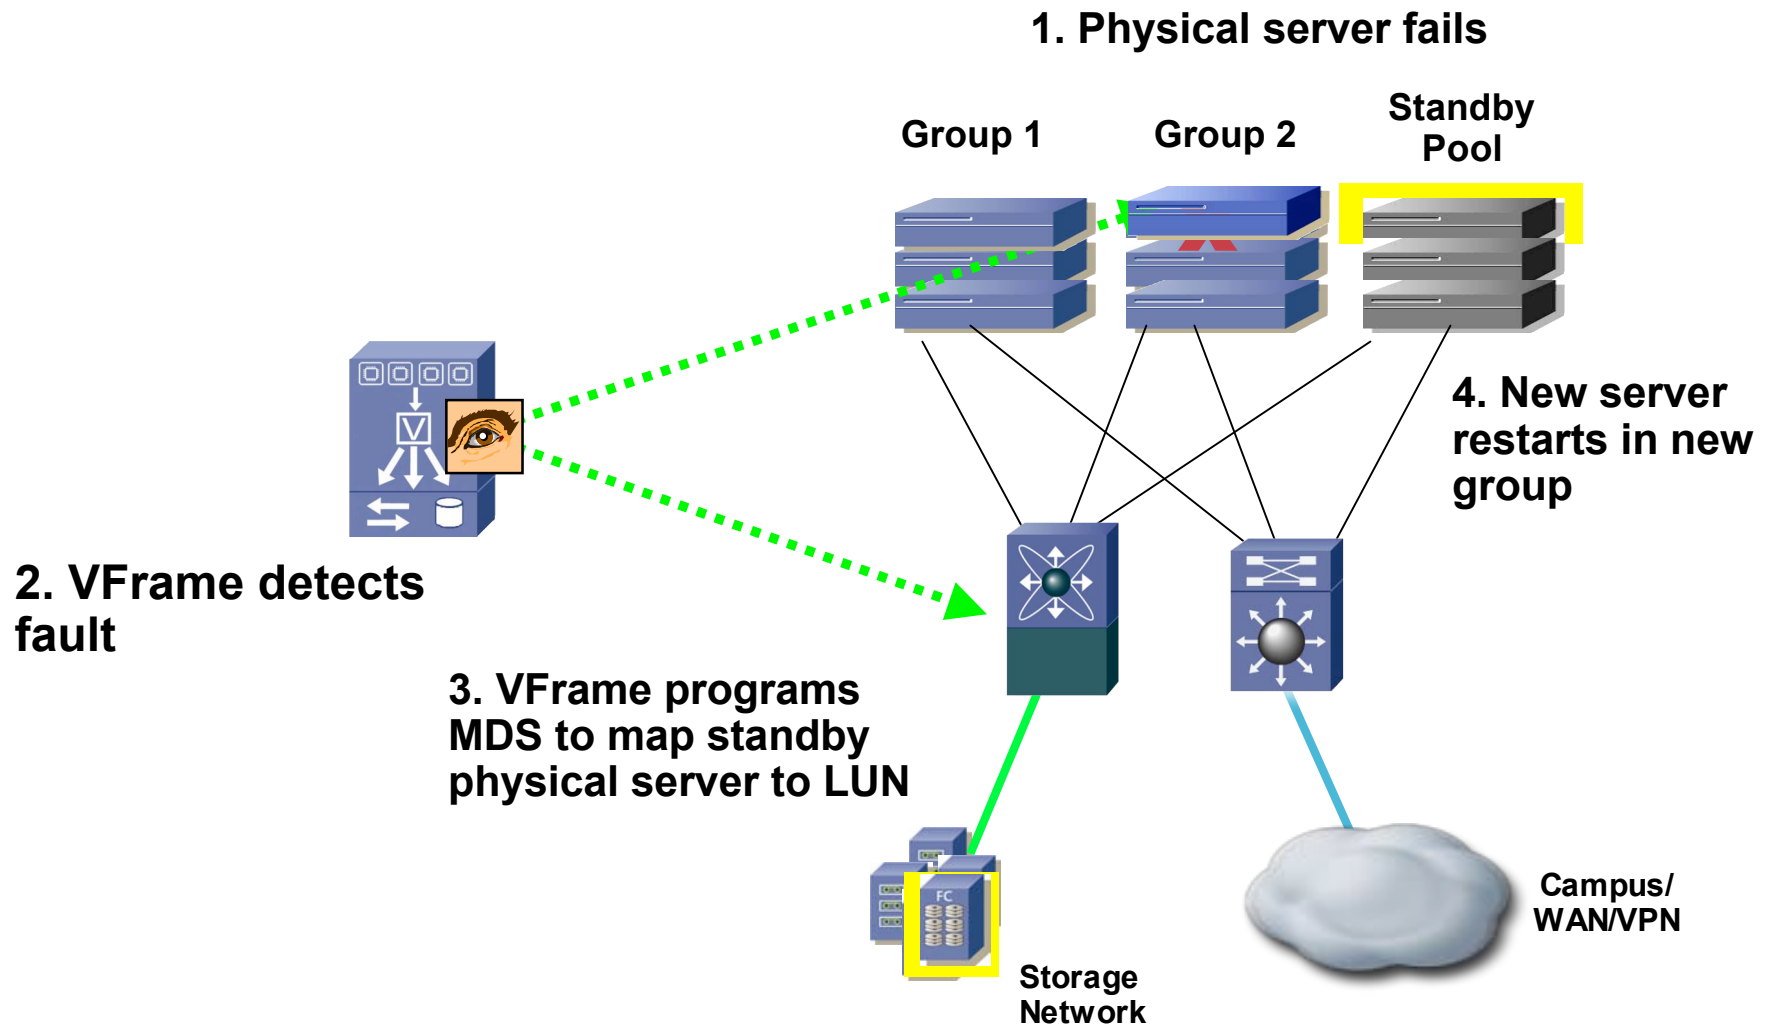 1. Physical server fails
Group 1
Group 2
Standby
Pool
V
2. VFrame detects
fault
4. New server
restarts in new
group
3. VFrame programs
MDS to map standby
physical server to LUN
FC
Storage
Network
Campus/
WAN/VPN